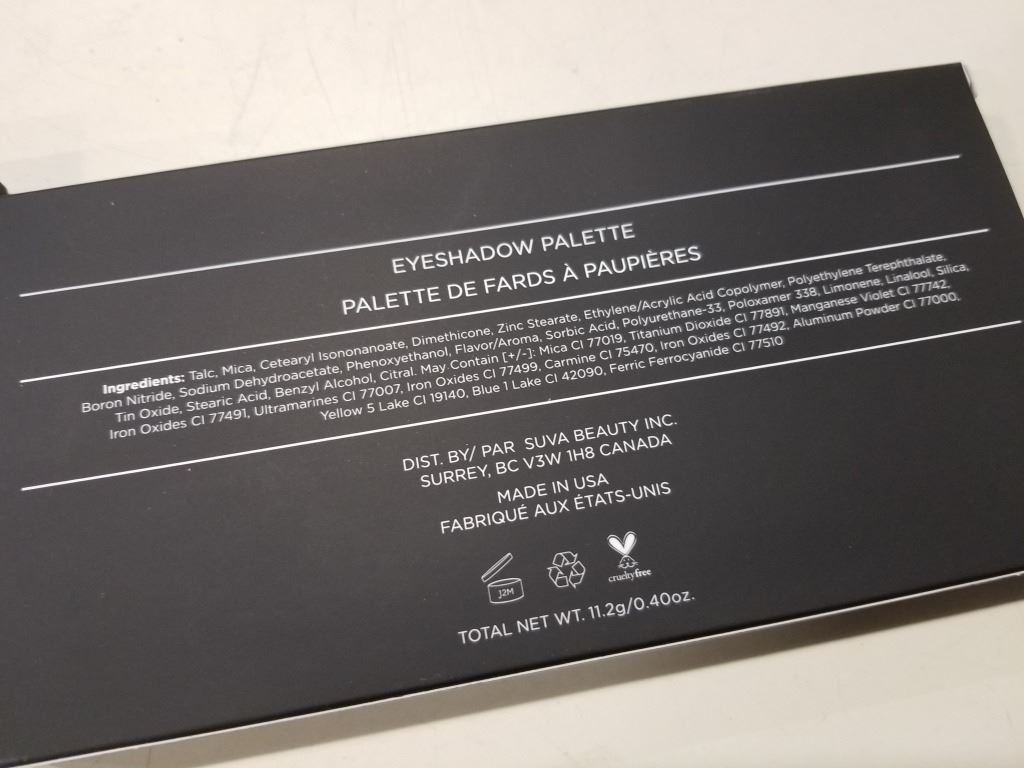 EYESHADOW PALETTE
PALETTE DE FARDS À PAUPIÈRES
Ingredients: Talc, Mica, Cetearyl Isononanoate, Dimethicone, Zinc Stearate, Ethylene/Acrylic Acid Copolymer, Polyethylene Terephthalate,
Boron Nitride, Sodium Dehydroacetate, Phenoxyethanol, Flavor/Aroma, Sorbic Acid, Polyurethane-33, Poloxamer 338, Limonene, Linalool, Silica,
Tin Oxide, Stearic Acid, Benzyl Alcohol, Citral. May Contain [+/-]: Mica CI 77019, Titanium Dioxide CI 77891, Manganese Violet CI 77742,
Iron Oxides CI 77491, Ultramarines CI 77007, Iron Oxides CI 77499, Carmine CI 75470, Iron Oxides CI 77492, Aluminum Powder CI 77000,
Yellow 5 Lake CI 19140, Blue 1 Lake CI 42090, Ferric Ferrocyanide CI 77510
DIST. BY/ PAR SUVA BEAUTY INC.
SURREY, BC V3W 1H8 CANADA
MADE IN USA
FABRIQUÉ AUX ÉTATS-UNIS
12M
crueltyfree
TOTAL NET WT. 11.2g/0.40oz.